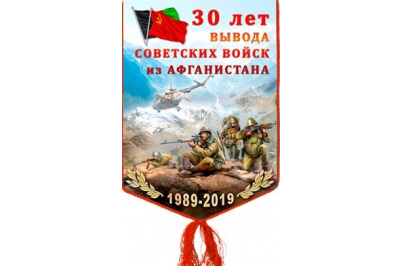 30 лет
ВЫВОДА
СОВЕТСКИХ ВОЙСК
из АФГАНИСТАНА
1989-2019